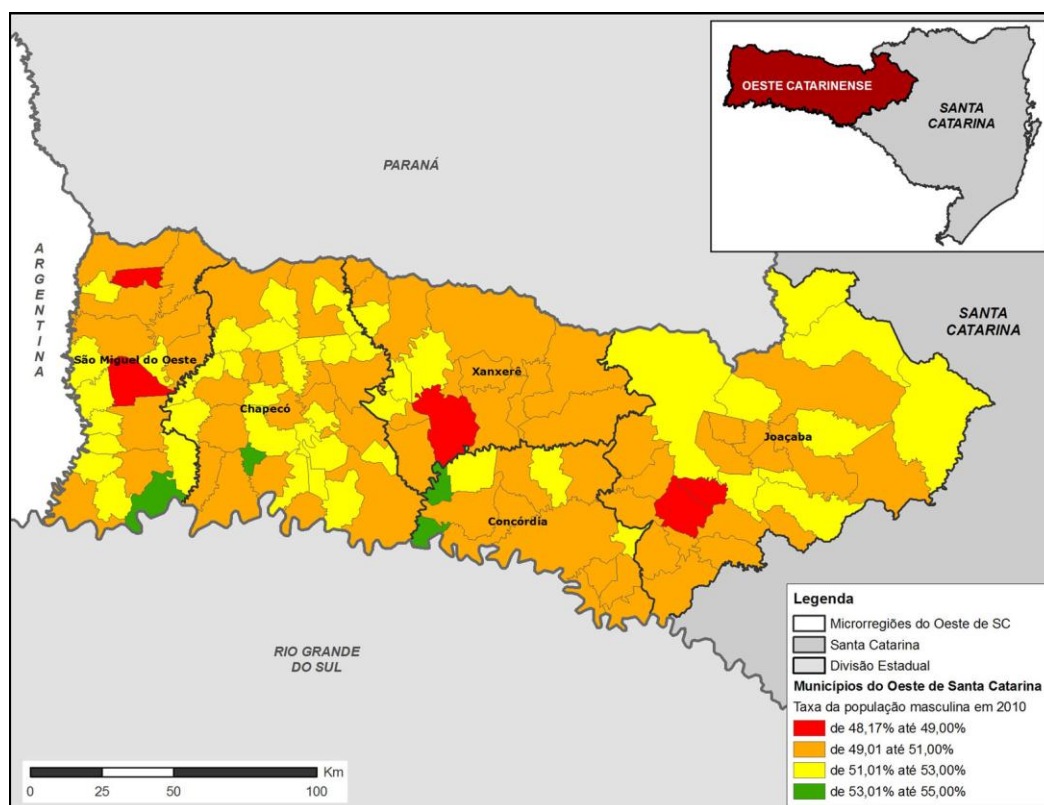 OESTE CATARINENSE
SANTA
CATARINA
PARANÁ
ARGENTINA
SANTA
CATARINA
São Miguel do Oeste
Xanxerê
Chapecó
Joaçaba
Concórdia
RIO GRANDE
DO SUL
Legenda
Microrregiões do Oeste de SC
Santa Catarina
Divisão Estadual
Municípios do Oeste de Santa Catarina
Taxa da população masculina em 2010
de 48,17% até 49,00%
de 49,01 até 51,00%
de 51,01% até 53,00%
de 53,01% até 55,00%
Km
0 25 50 100